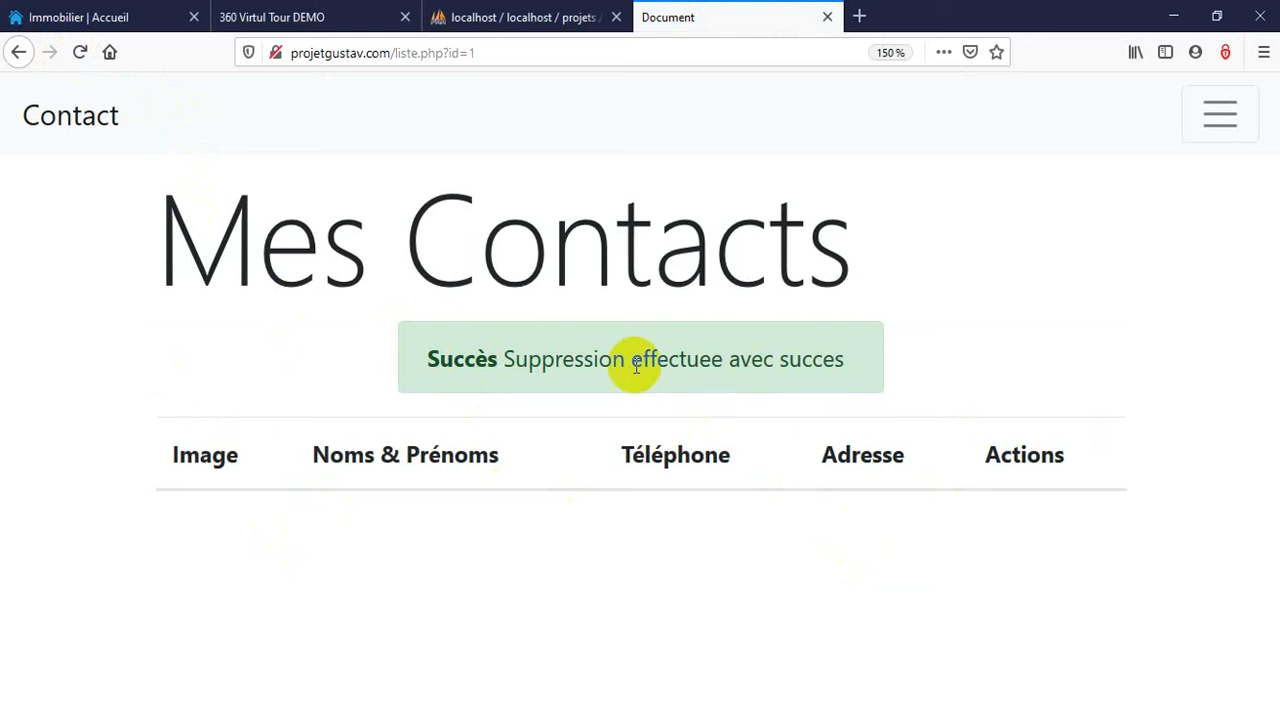 Immobilier | Accueil
360 Virtul Tour DEMO
localhost / localhost / projets
Document
projetgustav.com/liste.php?id=1
150 %
Contact
Mes Contacts
Succès Suppression effectuee avec succes
Image Noms & Prénoms Téléphone Adresse Actions